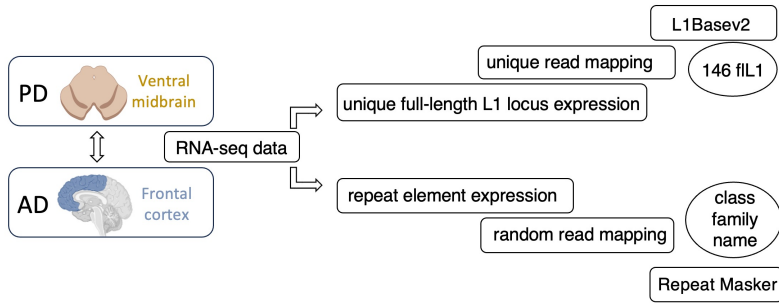 L1Basev2
unique read mapping
146 flL1
unique full-length L1 locus expression
PD
Ventral
midbrain
RNA-seq data
AD
Frontal
cortex
repeat element expression
random read mapping
class
family
name
Repeat Masker